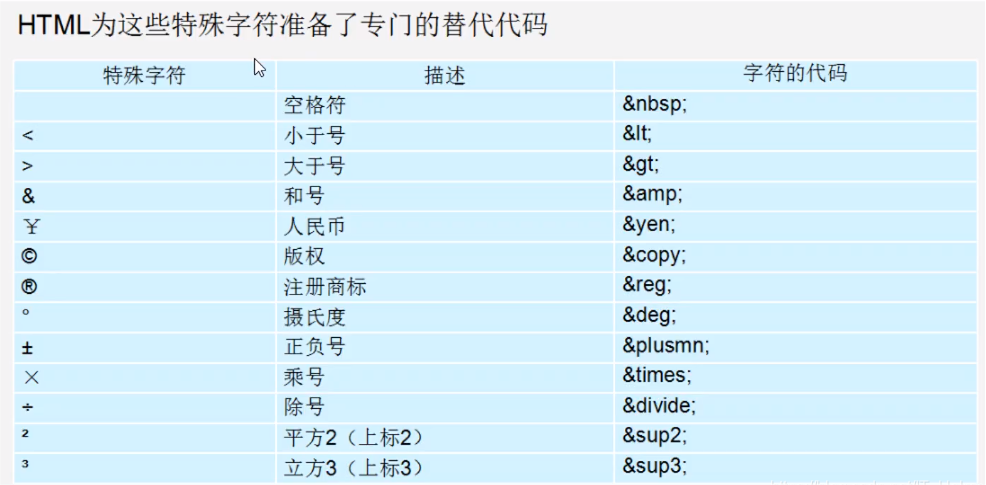 HTML为这些特殊字符准备了专门的替代代码
特殊字符 描述 字符的代码
空格符 &nbsp;
< 小于号 &lt;
> 大于号 &gt;
& 和号 &amp;
¥ 人民币 &yen;
© 版权 &copy;
® 注册商标 &reg;
° 摄氏度 &deg;
± 正负号 &plusmn;
× 乘号 &times;
÷ 除号 &divide;
² 平方2（上标2） &sup2;
³ 立方3（上标3） &sup3;